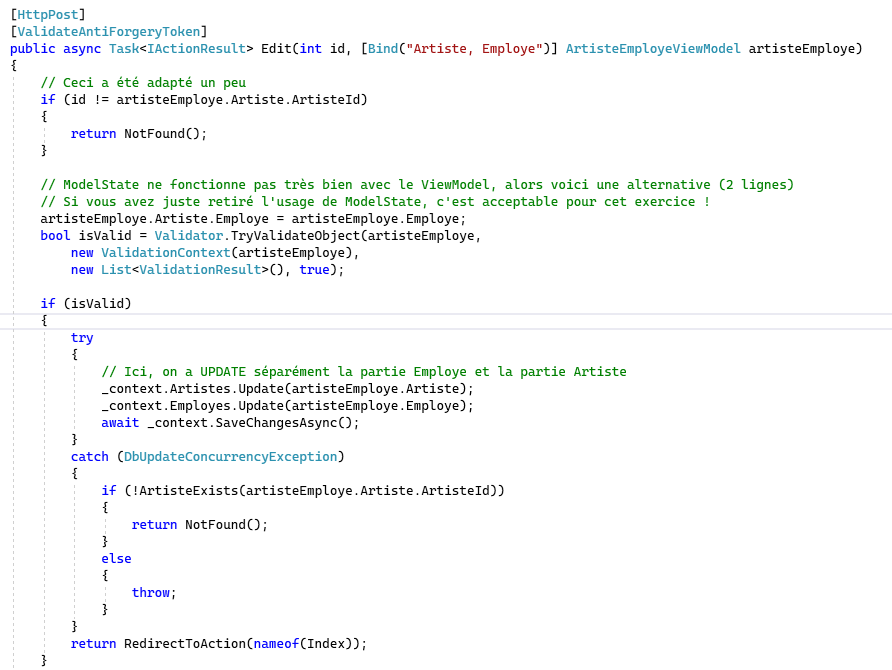 [HttpPost]
[ValidateAntiForgeryToken]
public async Task<IActionResult> Edit(int id, [Bind("Artiste, Employe")] ArtisteEmployeViewModel artisteEmploye)
{
    // Ceci a été adapté un peu
    if (id != artisteEmploye.Artiste.ArtisteId)
    {
        return NotFound();
    }

    // ModelState ne fonctionne pas très bien avec le ViewModel, alors voici une alternative (2 lignes)
    // Si vous avez juste retiré l'usage de ModelState, c'est acceptable pour cet exercice !
    artisteEmploye.Artiste.Employe = artisteEmploye.Employe;
    bool isValid = Validator.TryValidateObject(artisteEmploye,
        new ValidationContext(artisteEmploye),
        new List<ValidationResult>(), true);

    if (isValid)
    {
        try
        {
            // Ici, on a UPDATE séparément la partie Employe et la partie Artiste
            _context.Artistes.Update(artisteEmploye.Artiste);
            _context.Employes.Update(artisteEmploye.Employe);
            await _context.SaveChangesAsync();
        }
        catch (DbUpdateConcurrencyException)
        {
            if (!ArtisteExists(artisteEmploye.Artiste.ArtisteId))
            {
                return NotFound();
            }
            else
            {
                throw;
            }
        }
        return RedirectToAction(nameof(Index));
    }